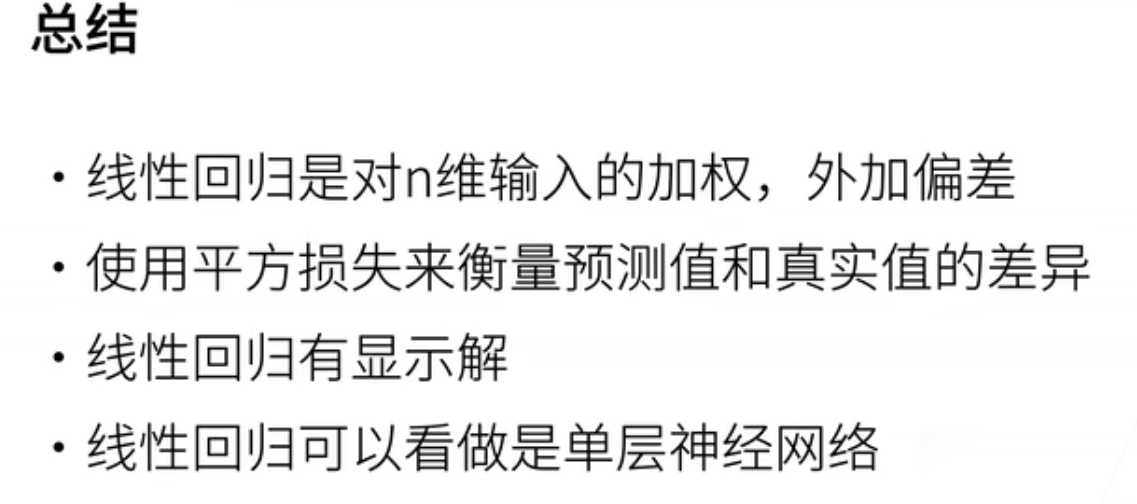 总结
• 线性回归是对n维输入的加权，外加偏差
• 使用平方损失来衡量预测值和真实值的差异
• 线性回归有显示解
• 线性回归可以看做是单层神经网络